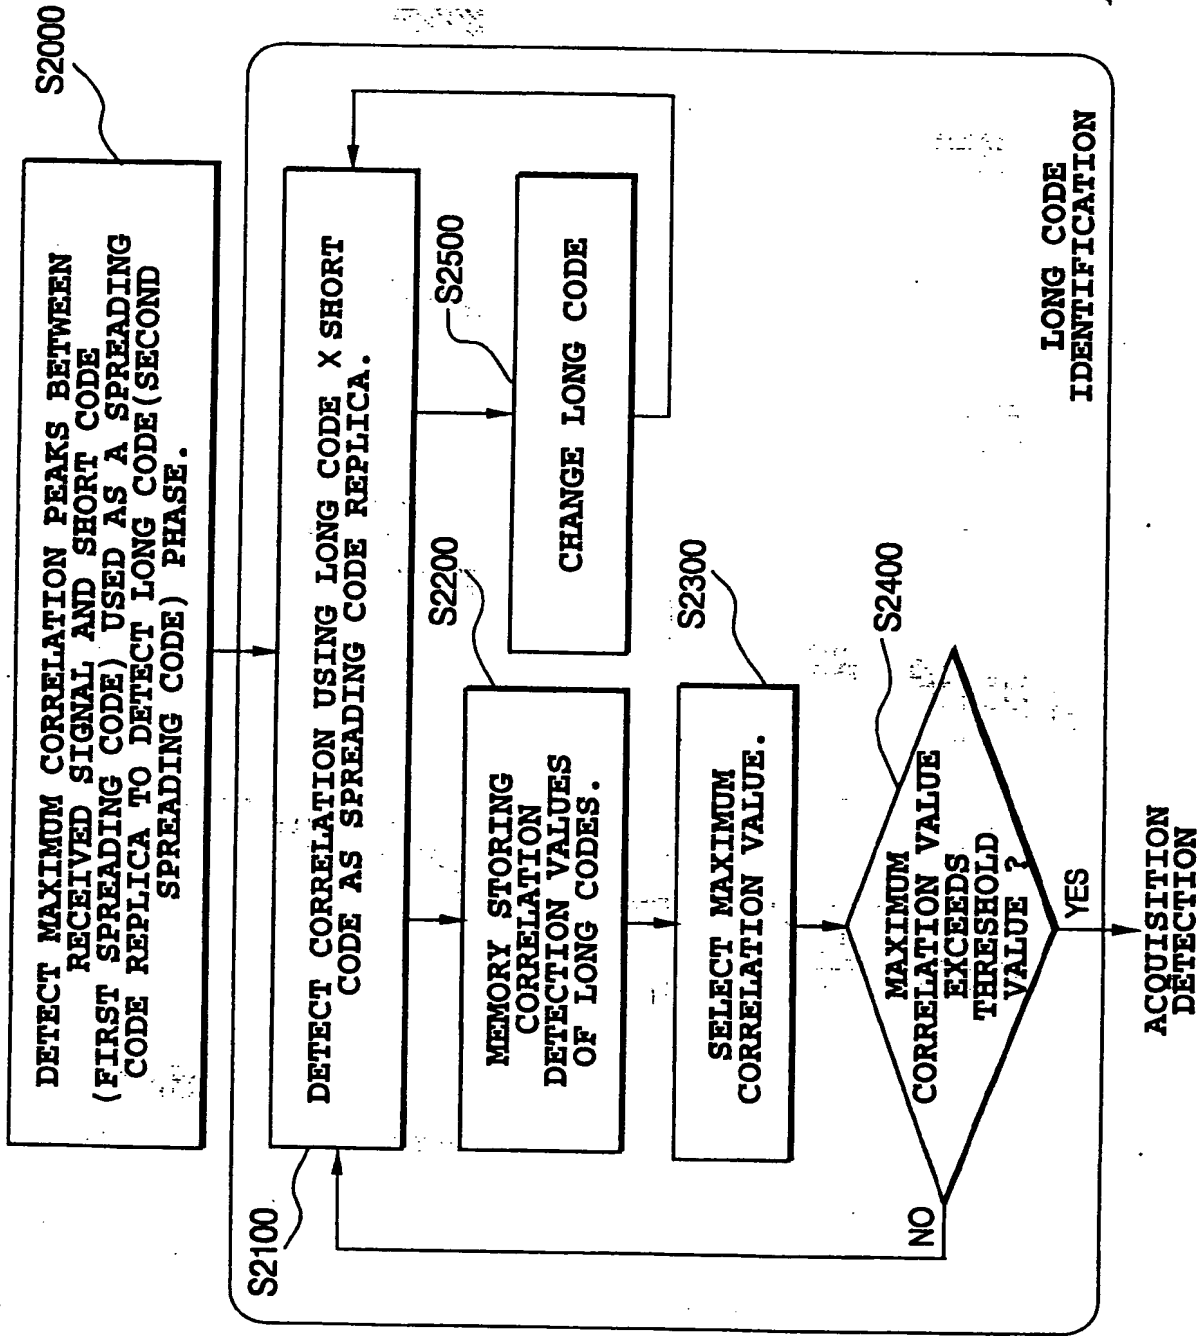 S2000
DETECT MAXIMUM CORRELATION PEAKS BETWEEN
RECEIVED SIGNAL AND SHORT CODE
(FIRST SPREADING CODE) USED AS A SPREADING
CODE REPLICA TO DETECT LONG CODE(SECOND
SPREADING CODE) PHASE.
S2100
DETECT CORRELATION USING LONG CODE X SHORT
CODE AS SPREADING CODE REPLICA.
S2200
MEMORY STORING
CORRELATION
DETECTION VALUES
OF LONG CODES.
S2500
CHANGE LONG CODE
S2300
SELECT MAXIMUM
CORRELATION VALUE.
S2400
MAXIMUM
CORRELATION VALUE
EXCEEDS
THRESHOLD
VALUE ?
NO
YES
LONG CODE
IDENTIFICATION
ACQUISITION
DETECTION